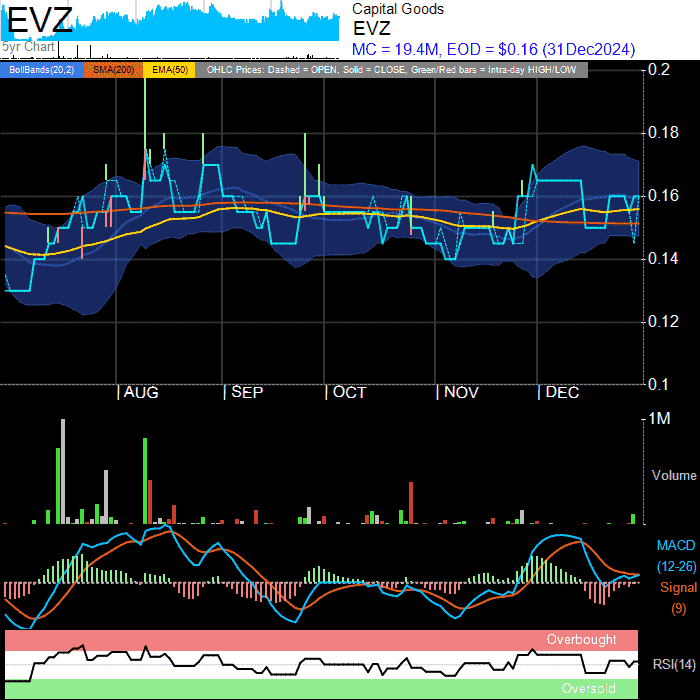 EVZ
5yr Chart
Capital Goods
EVZ
MC = 19.4M, EOD = $0.16 (31Dec2024)
BollBands(20,2) SMA(200) EMA(50) OHLC Prices: Dashed = OPEN, Solid = CLOSE, Green/Red bars = Intra-day HIGH/LOW
0.2
0.18
0.16
0.14
0.12
0.1
AUG SEP OCT NOV DEC
1M
Volume
MACD
(12-26)
Signal
(9)
Overbought
RSI(14)
Oversold